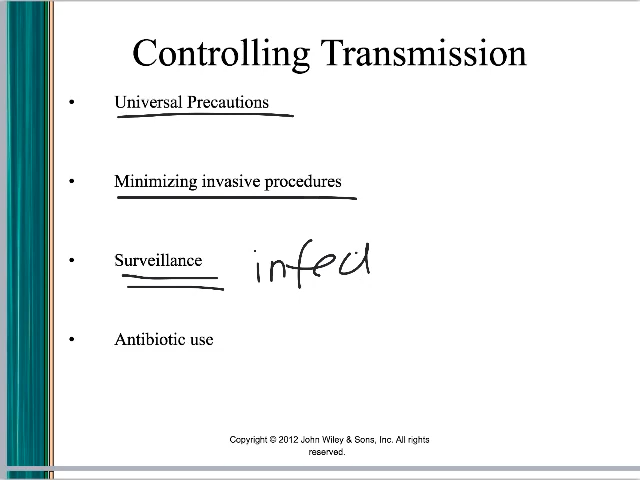 Controlling Transmission
• Universal Precautions
• Minimizing invasive procedures
• Surveillance infed
• Antibiotic use
Copyright © 2012 John Wiley & Sons, Inc. All rights
reserved.